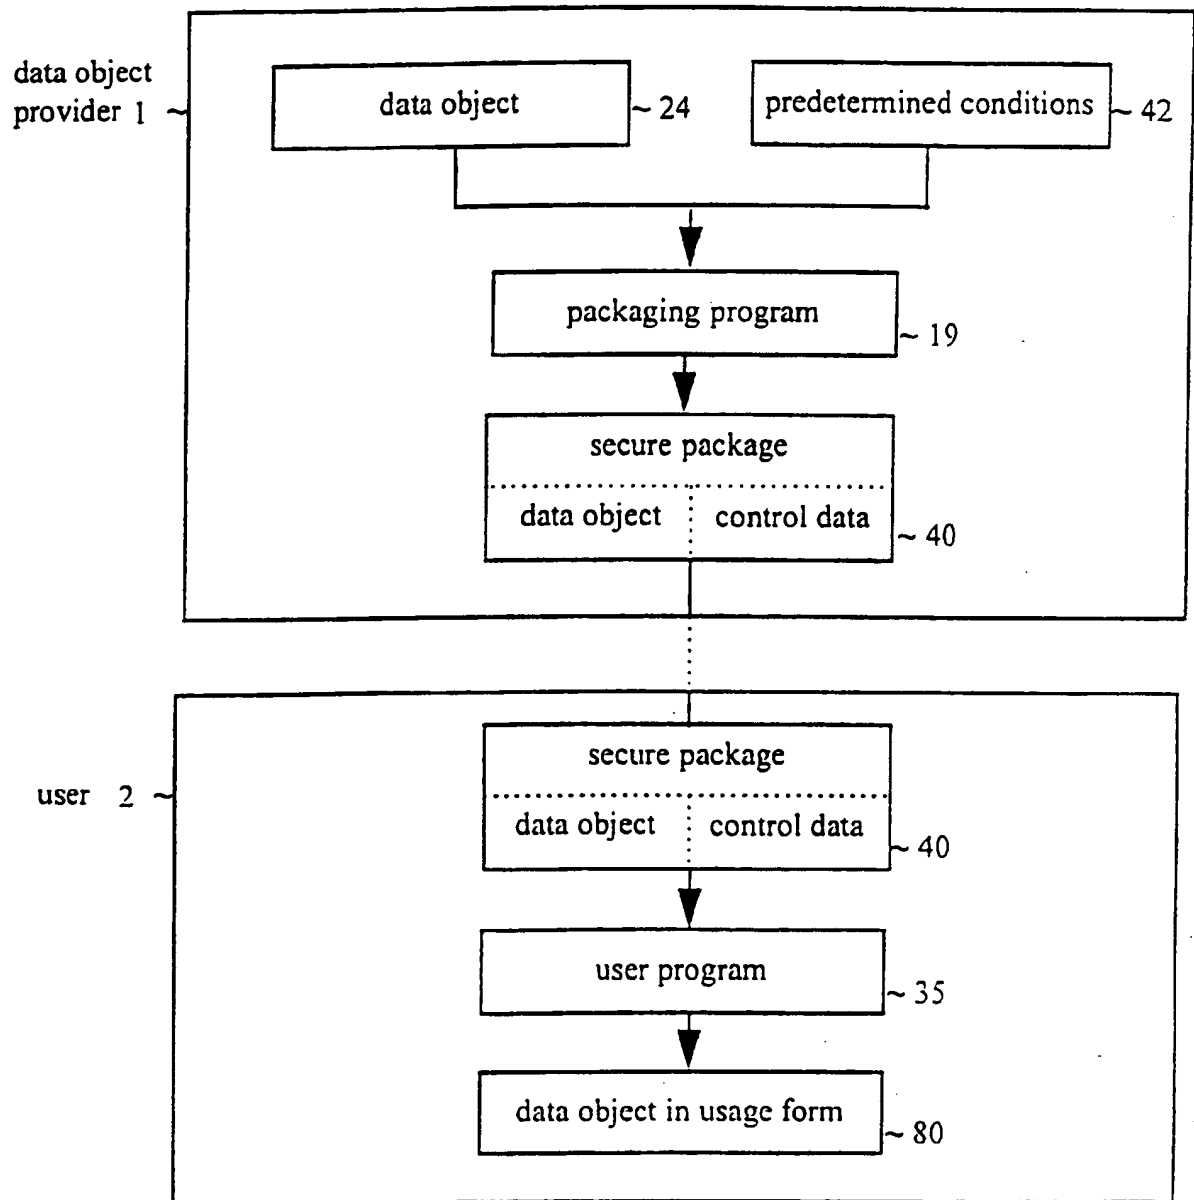 data object
provider 1 ~
data object ~ 24
predetermined conditions ~ 42
packaging program ~ 19
secure package
data object control data ~ 40
user 2 ~
secure package
data object control data ~ 40
user program ~ 35
data object in usage form ~ 80